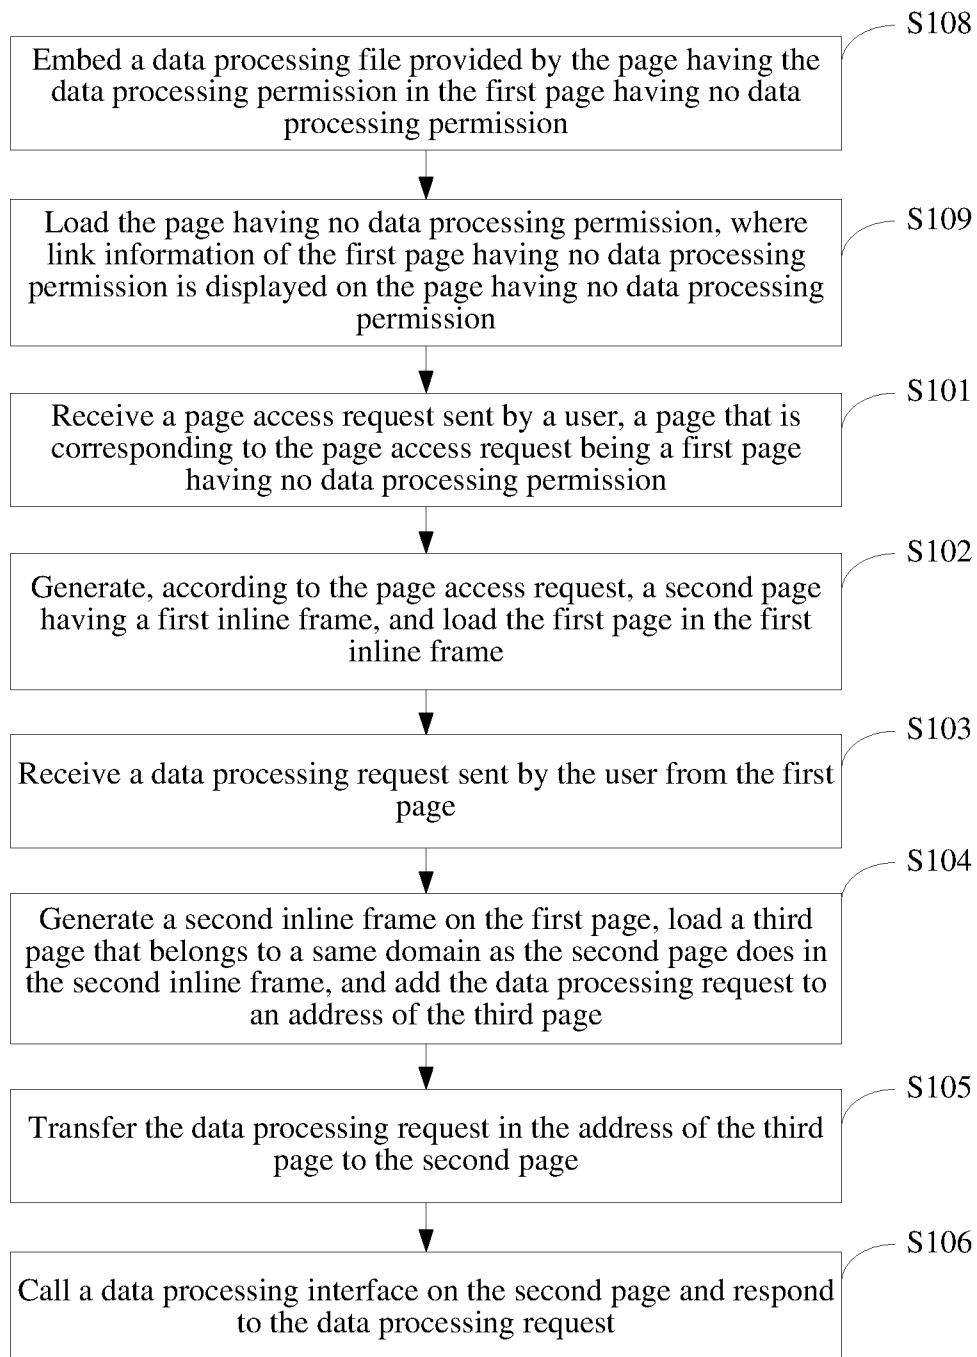 S108
Embed a data processing file provided by the page having the
data processing permission in the first page having no data
processing permission
S109
Load the page having no data processing permission, where
link information of the first page having no data processing
permission is displayed on the page having no data processing
permission
S101
Receive a page access request sent by a user, a page that is
corresponding to the page access request being a first page
having no data processing permission
S102
Generate, according to the page access request, a second page
having a first inline frame, and load the first page in the first
inline frame
S103
Receive a data processing request sent by the user from the first
page
S104
Generate a second inline frame on the first page, load a third
page that belongs to a same domain as the second page does in
the second inline frame, and add the data processing request to
an address of the third page
S105
Transfer the data processing request in the address of the third
page to the second page
S106
Call a data processing interface on the second page and respond
to the data processing request